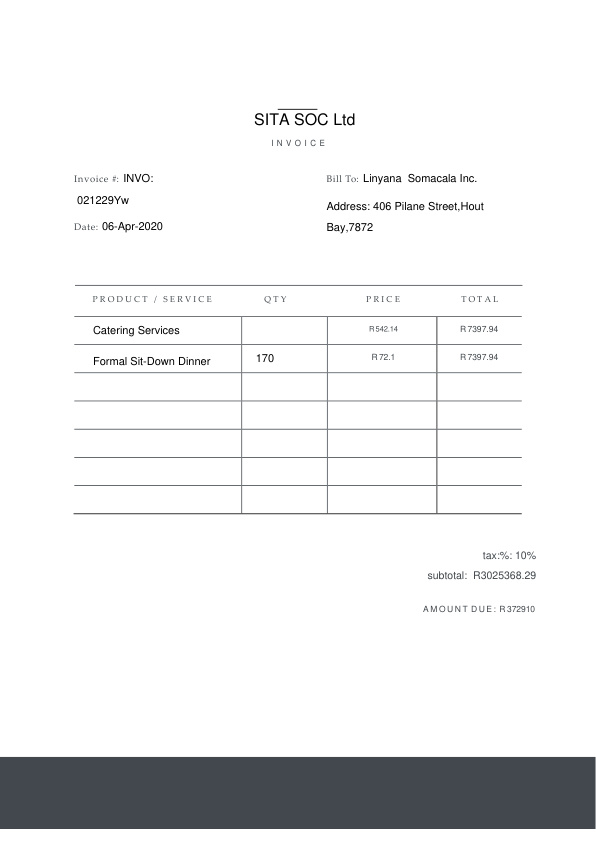 SITA SOC Ltd
INVOICE
Invoice #: INVO:
021229Yw
Date: 06-Apr-2020
Bill To: Linyana Somacala Inc.
Address: 406 Pilane Street,Hout
Bay,7872
PRODUCT / SERVICE QTY PRICE TOTAL
Catering Services R542.14 R7397.94
Formal Sit-Down Dinner 170 R72.1 R7397.94
tax:%: 10%
subtotal: R3025368.29
AMOUNT DUE: R372910